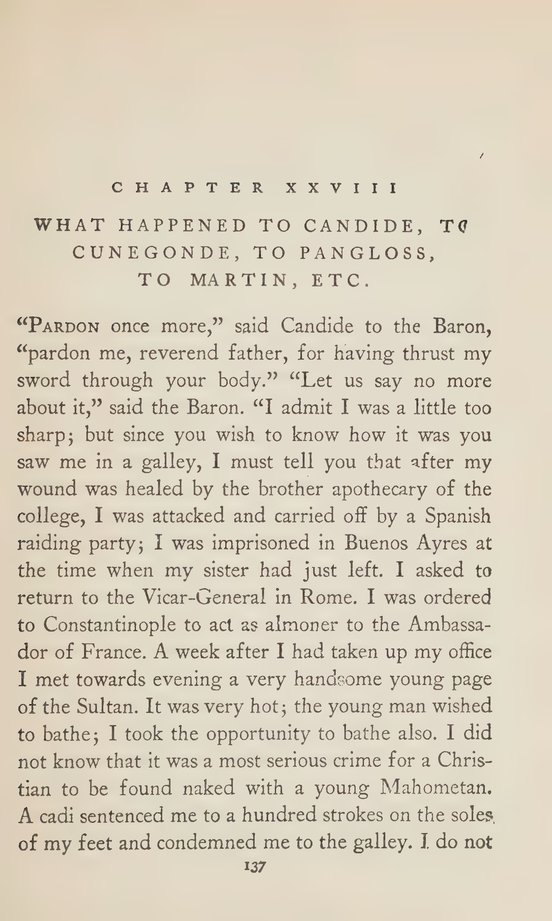 CHAPTER XXVIII
WHAT HAPPENED TO CANDIDE, TO
CUNEGONDE, TO PANGLOSS,
TO MARTIN, ETC.
“PARDON once more,” said Candide to the Baron,
“pardon me, reverend father, for having thrust my
sword through your body.” “Let us say no more
about it,” said the Baron. “I admit I was a little too
sharp; but since you wish to know how it was you
saw me in a galley, I must tell you that after my
wound was healed by the brother apothecary of the
college, I was attacked and carried off by a Spanish
raiding party; I was imprisoned in Buenos Ayres at
the time when my sister had just left. I asked to
return to the Vicar-General in Rome. I was ordered
to Constantinople to act as almoner to the Ambassa-
dor of France. A week after I had taken up my office
I met towards evening a very handsome young page
of the Sultan. It was very hot; the young man wished
to bathe; I took the opportunity to bathe also. I did
not know that it was a most serious crime for a Chris-
tian to be found naked with a young Mahometan.
A cadi sentenced me to a hundred strokes on the soles
of my feet and condemned me to the galley. I do not
137